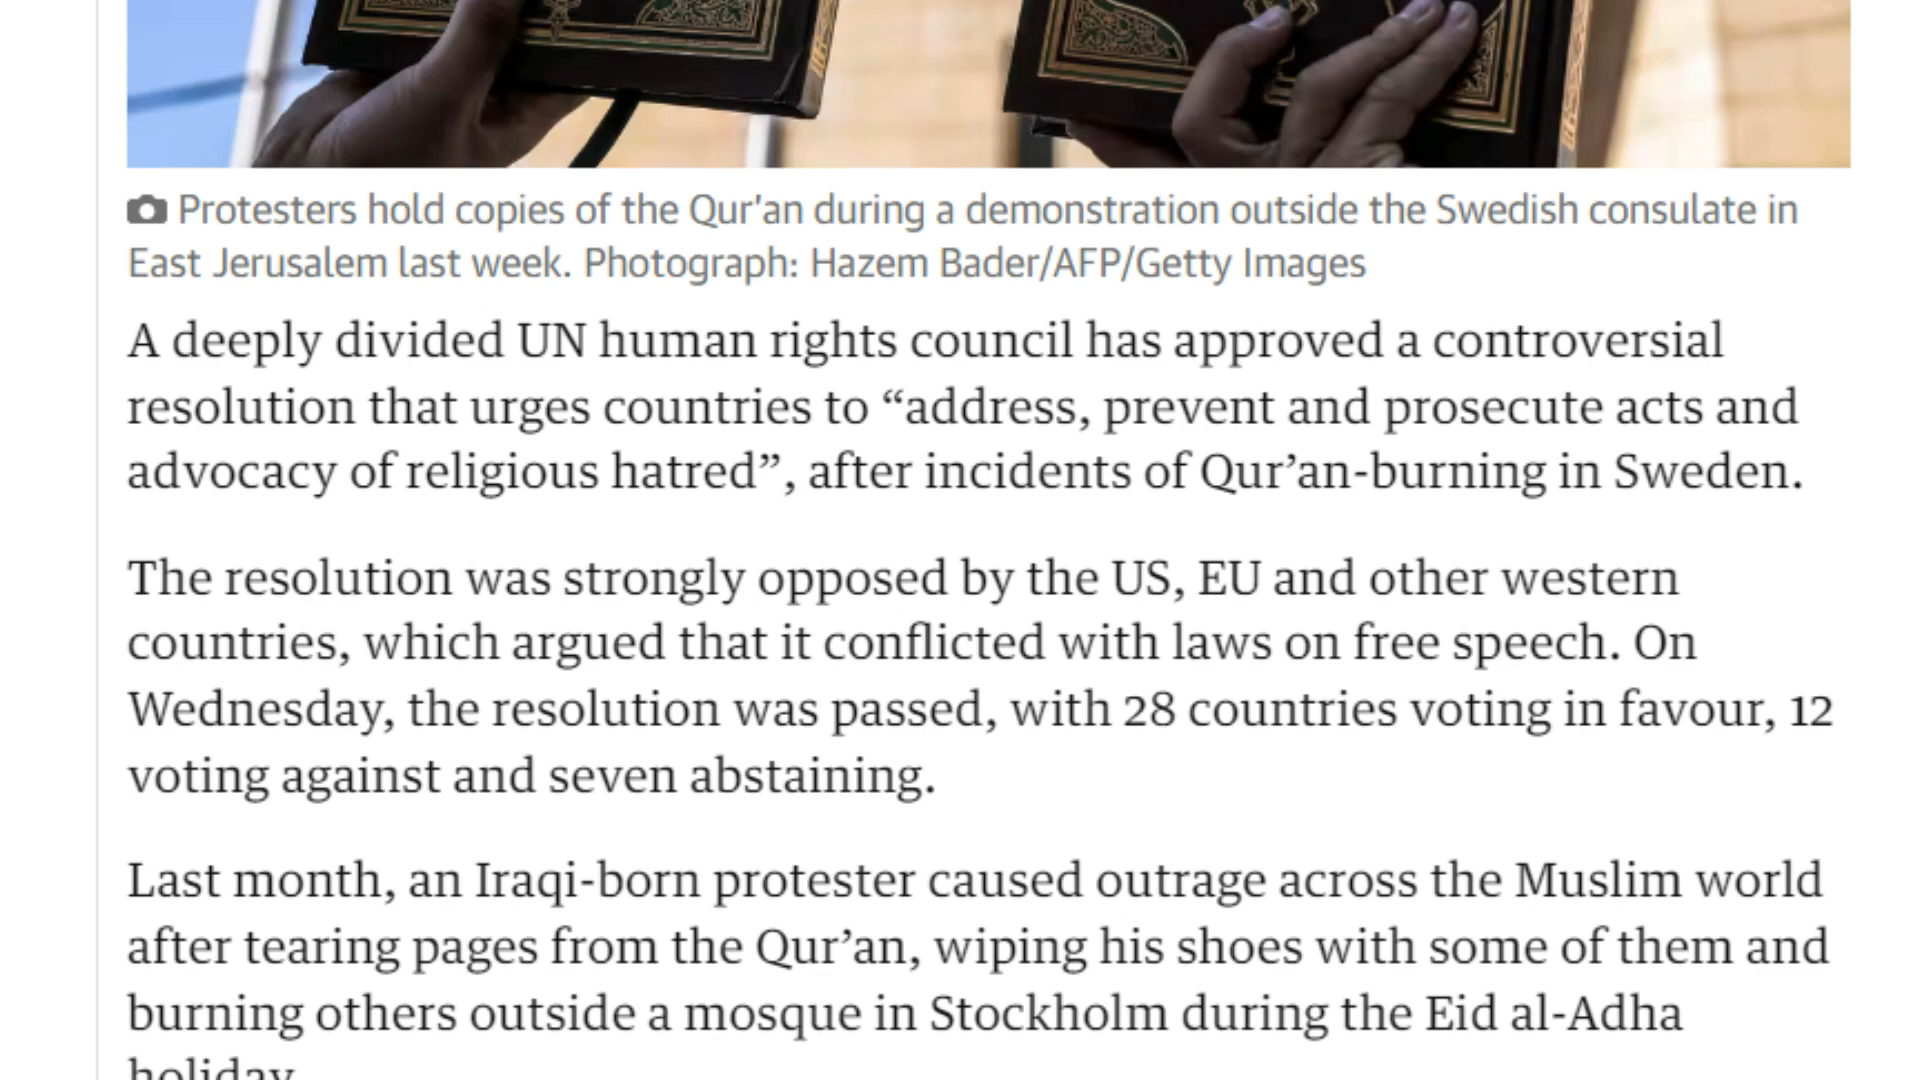 Protesters hold copies of the Qur'an during a demonstration outside the Swedish consulate in
East Jerusalem last week. Photograph: Hazem Bader/AFP/Getty Images
A deeply divided UN human rights council has approved a controversial
resolution that urges countries to “address, prevent and prosecute acts and
advocacy of religious hatred”, after incidents of Qur’an-burning in Sweden.
The resolution was strongly opposed by the US, EU and other western
countries, which argued that it conflicted with laws on free speech. On
Wednesday, the resolution was passed, with 28 countries voting in favour, 12
voting against and seven abstaining.
Last month, an Iraqi-born protester caused outrage across the Muslim world
after tearing pages from the Qur’an, wiping his shoes with some of them and
burning others outside a mosque in Stockholm during the Eid al-Adha
holiday.